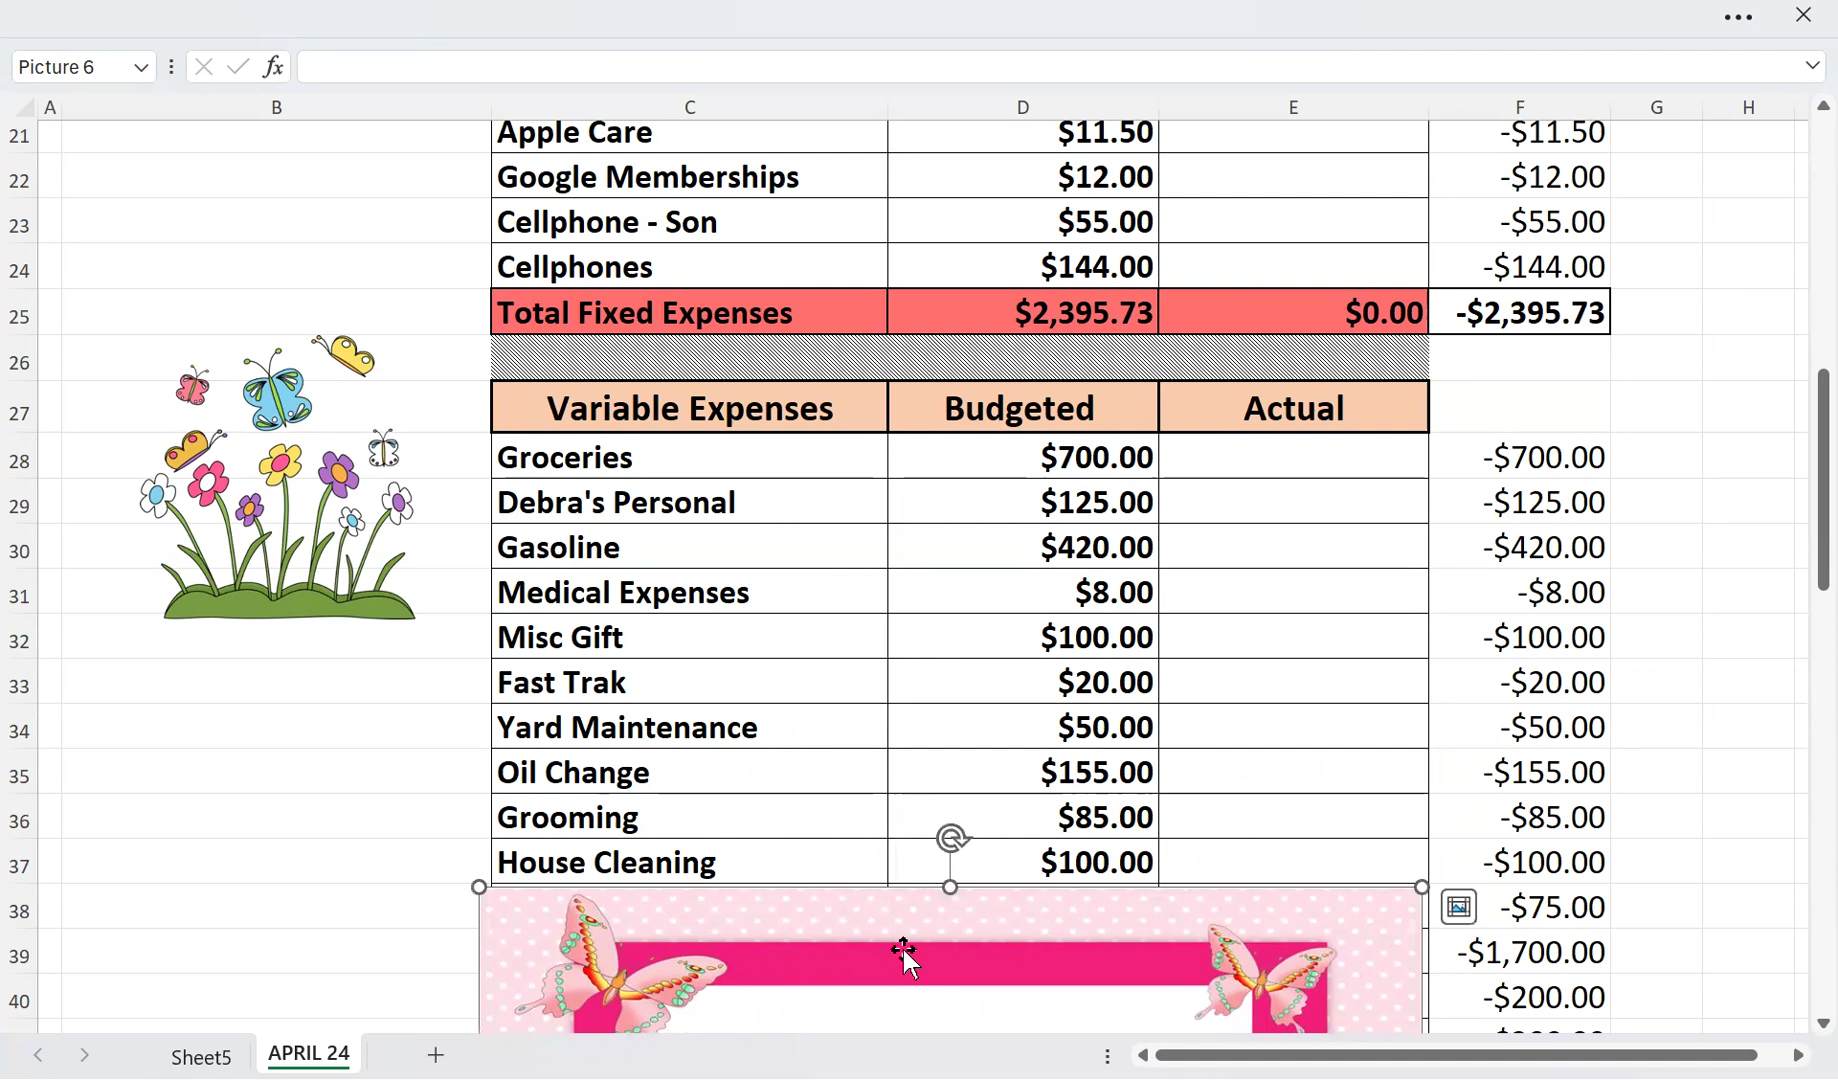 Picture 6 fx
A B C D E F G H
21 Apple Care $11.50 -$11.50
22 Google Memberships $12.00 -$12.00
23 Cellphone - Son $55.00 -$55.00
24 Cellphones $144.00 -$144.00
25 Total Fixed Expenses $2,395.73 $0.00 -$2,395.73
26
27 Variable Expenses Budgeted Actual
28 Groceries $700.00 -$700.00
29 Debra's Personal $125.00 -$125.00
30 Gasoline $420.00 -$420.00
31 Medical Expenses $8.00 -$8.00
32 Misc Gift $100.00 -$100.00
33 Fast Trak $20.00 -$20.00
34 Yard Maintenance $50.00 -$50.00
35 Oil Change $155.00 -$155.00
36 Grooming $85.00 -$85.00
37 House Cleaning $100.00 -$100.00
38 -$75.00
39 -$1,700.00
40 -$200.00
Sheet5 APRIL 24